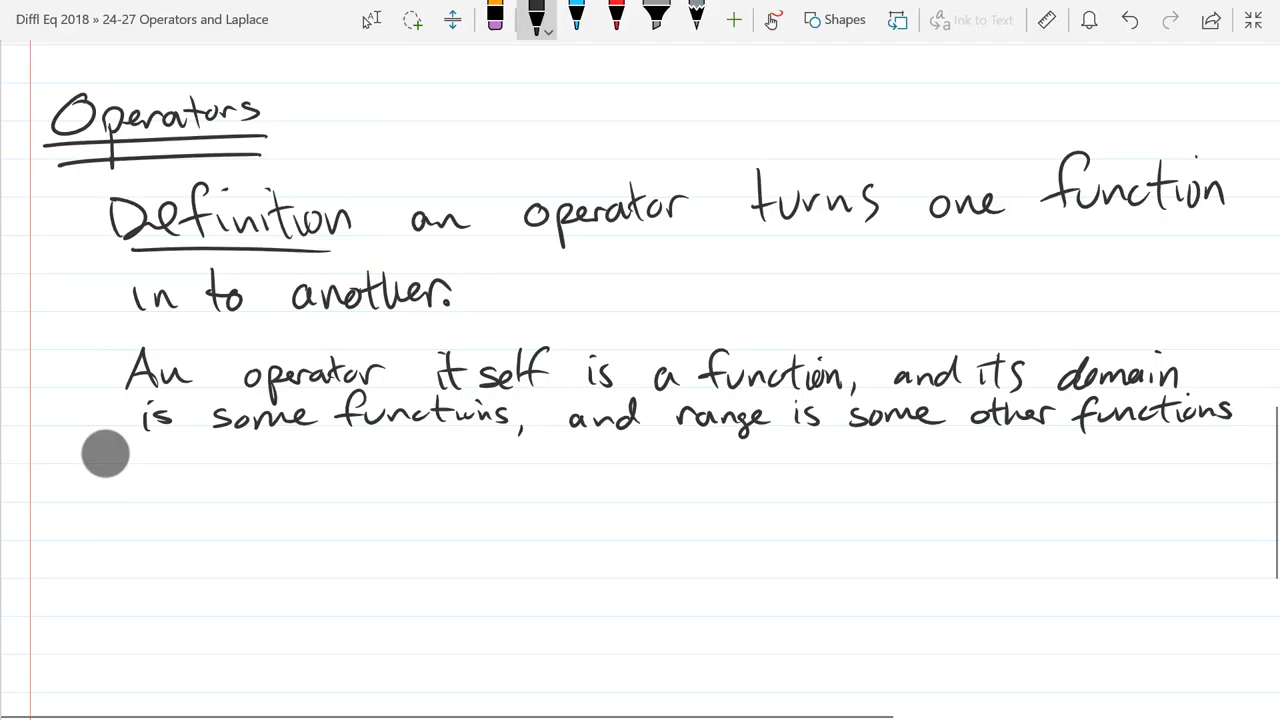 Diffl Eq 2018 » 24-27 Operators and Laplace
Shapes
Ink to Text
Operators
Definition an operator turns one function
in to another.
An operator itself is a function, and its domain
is some functions, and range is some other functions